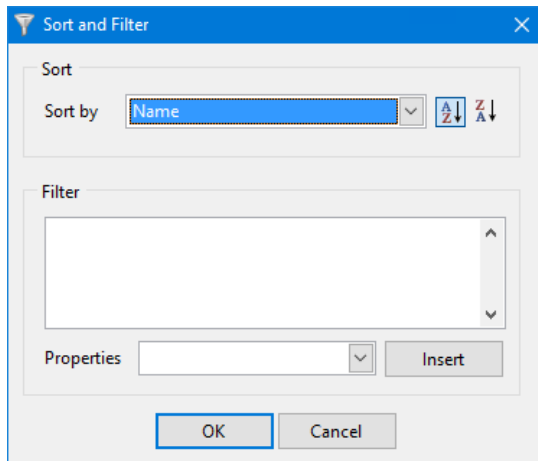 Sort and Filter
Sort
Sort by
Name
A
Z
Z
A
Filter
Properties
Insert
OK
Cancel